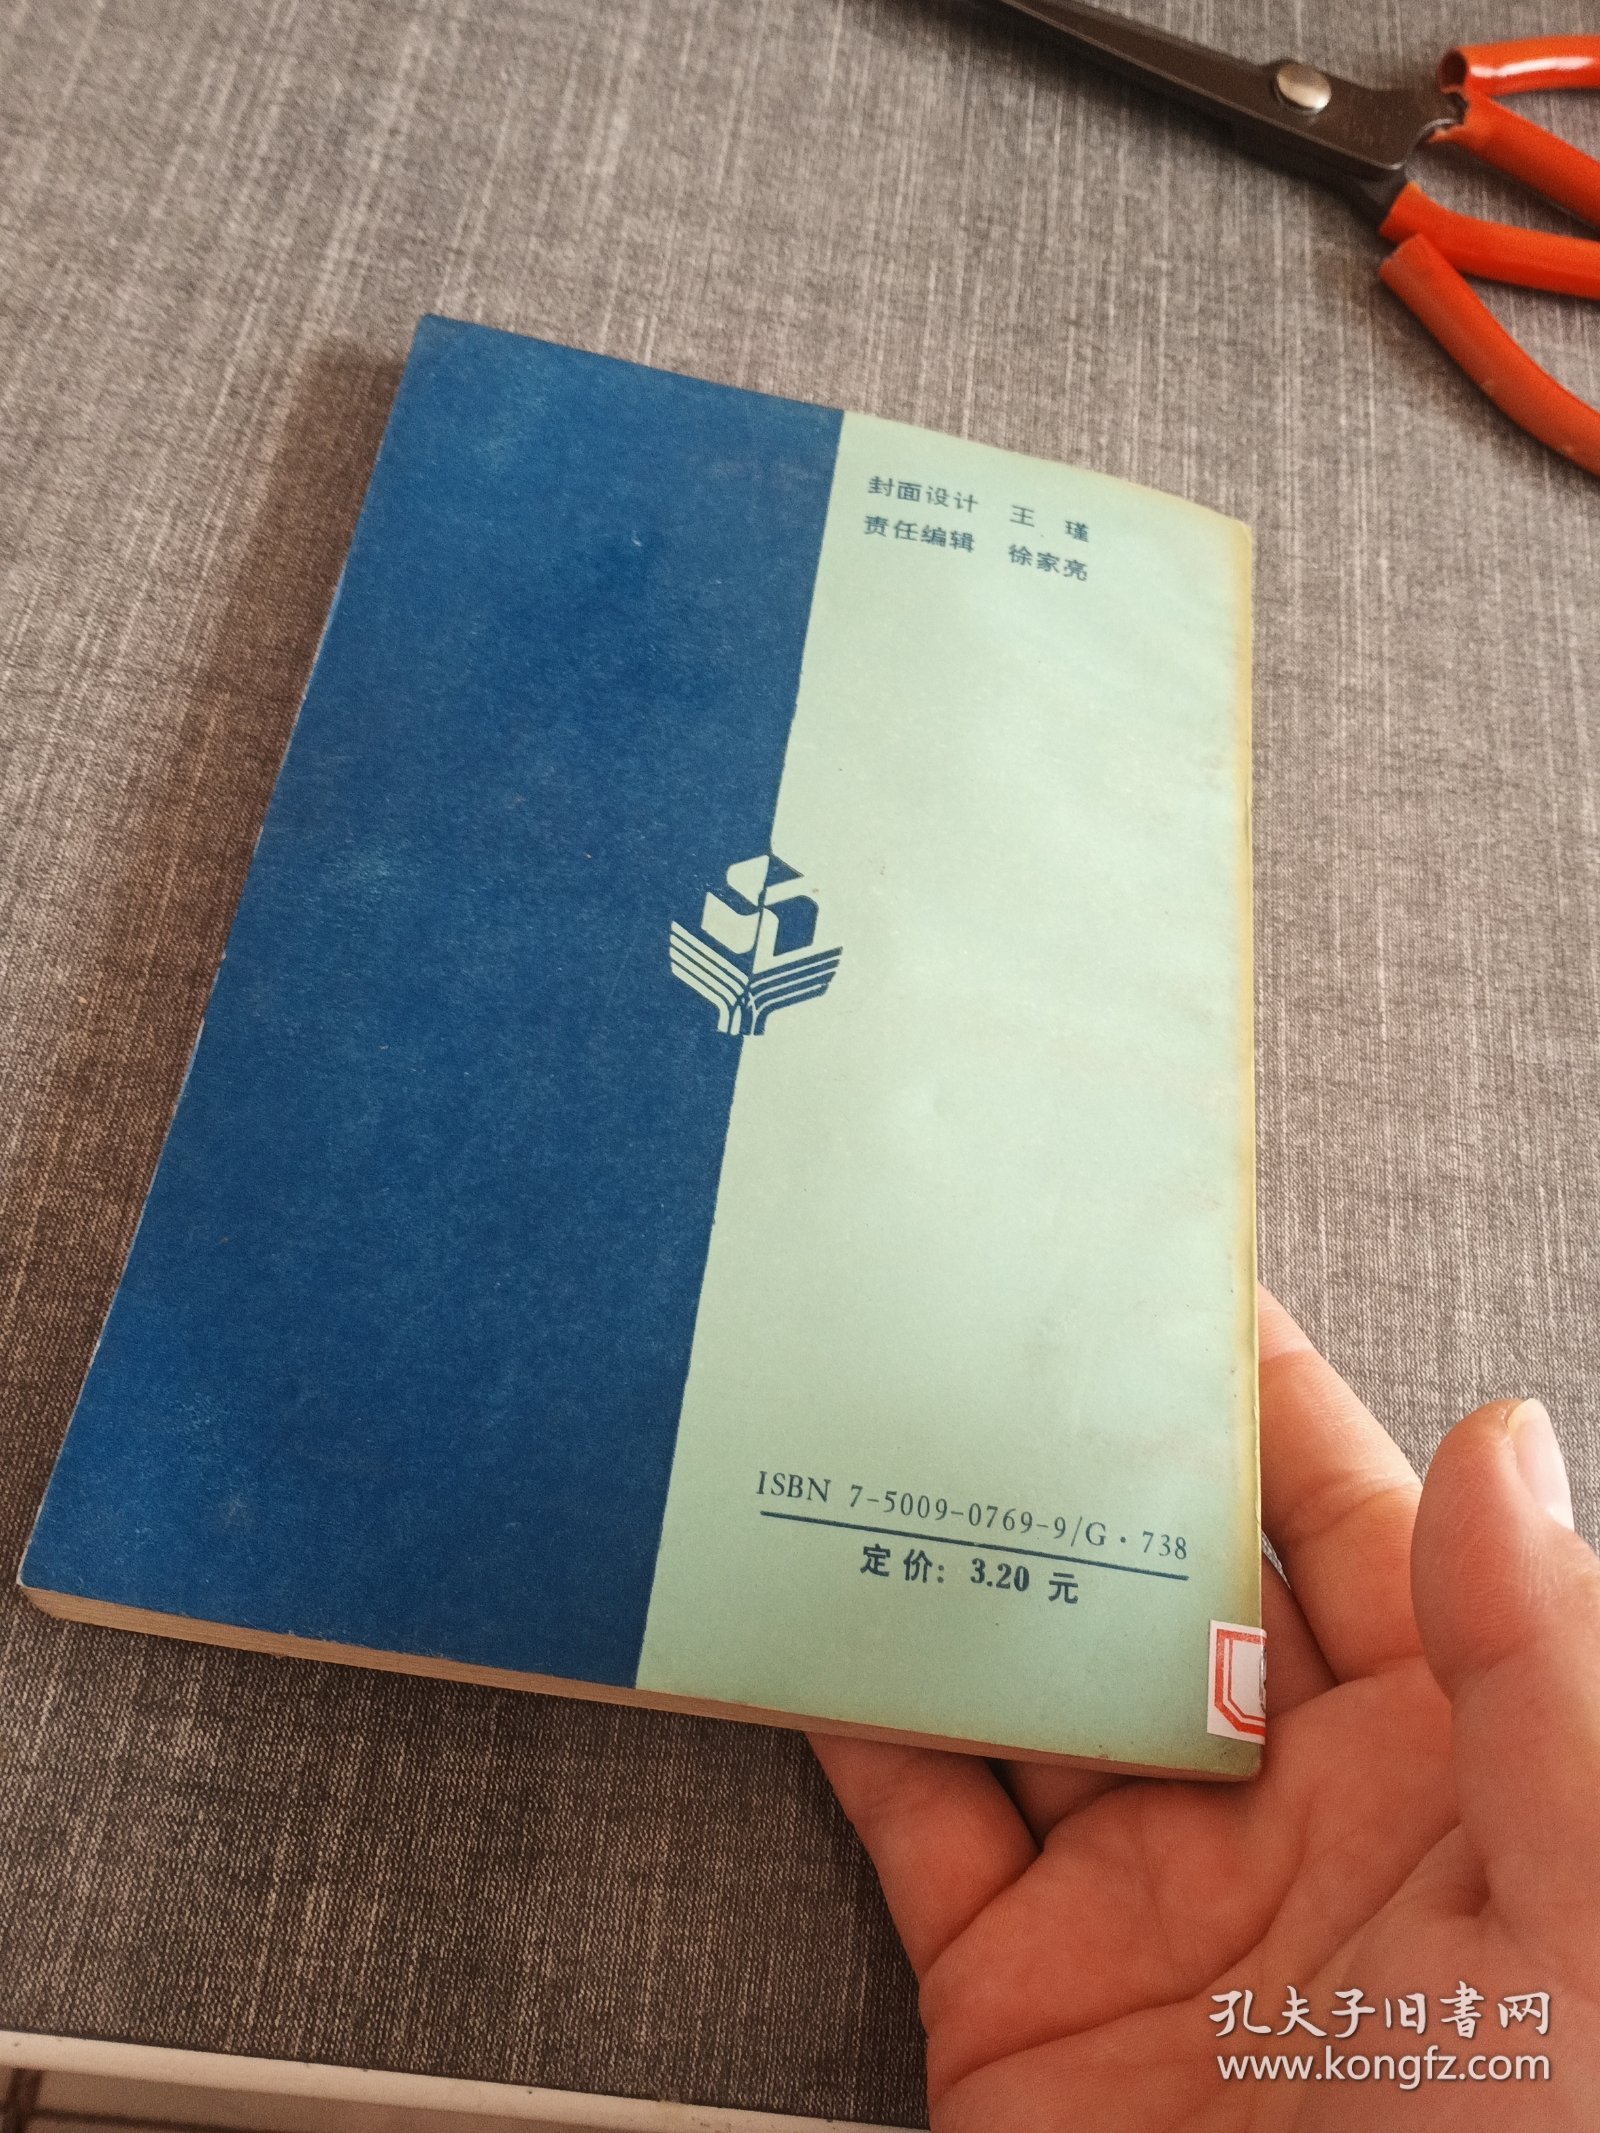 封面设计 王 瑾
责任编辑 徐家亮
ISBN 7-5009-0769-9/G·738
定价: 3.20 元
孔夫子旧書网
www.kongfz.com